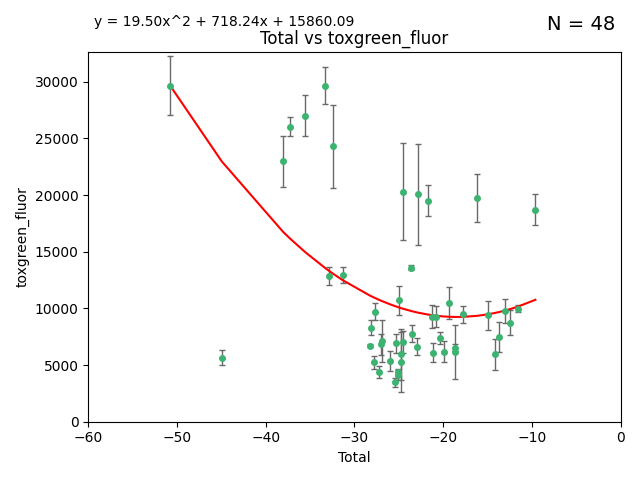 y = 19.50x^2 + 718.24x + 15860.09
N = 48
Total vs toxgreen_fluor
30000
25000
20000
15000
10000
5000
0
toxgreen_fluor
−60
−50
−40
−30
−20
−10
0
Total